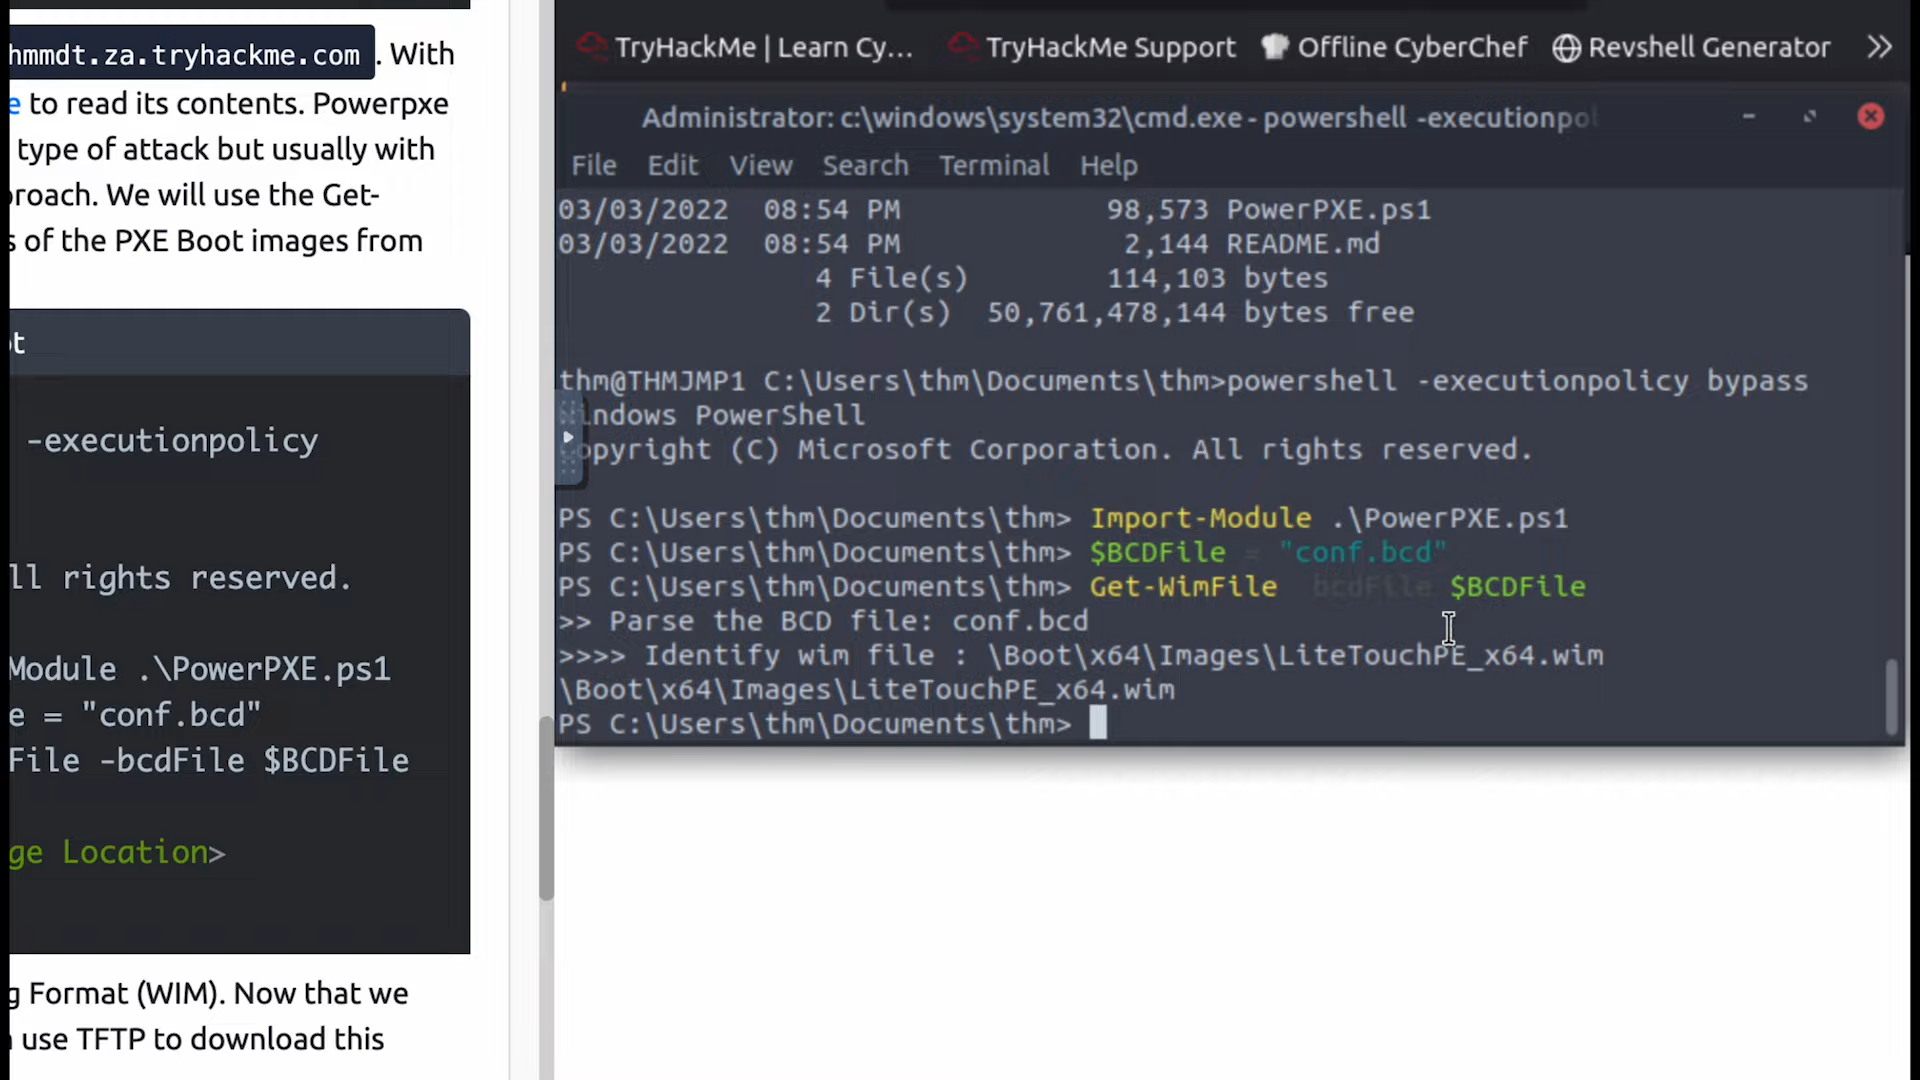 hmmdt.za.tryhackme.com. With
e to read its contents. Powerpxe
type of attack but usually with
proach. We will use the Get-
s of the PXE Boot images from
ot
-executionpolicy
ll rights reserved.
Module .\PowerPXE.ps1
e = "conf.bcd"
File -bcdFile $BCDFile
ge Location>
g Format (WIM). Now that we
use TFTP to download this
TryHackMe | Learn Cy... TryHackMe Support Offline CyberChef Revshell Generator
Administrator: c:\windows\system32\cmd.exe - powershell -executionpol
File Edit View Search Terminal Help
03/03/2022 08:54 PM 98,573 PowerPXE.ps1
03/03/2022 08:54 PM 2,144 README.md
4 File(s) 114,103 bytes
2 Dir(s) 50,761,478,144 bytes free
thm@THMJMP1 C:\Users\thm\Documents\thm>powershell -executionpolicy bypass
indows PowerShell
opyright (C) Microsoft Corporation. All rights reserved.
PS C:\Users\thm\Documents\thm> Import-Module .\PowerPXE.ps1
PS C:\Users\thm\Documents\thm> $BCDFile = "conf.bcd"
PS C:\Users\thm\Documents\thm> Get-WimFile bcdFile $BCDFile
>> Parse the BCD file: conf.bcd
>>>> Identify wim file : \Boot\x64\Images\LiteTouchPE_x64.wim
\Boot\x64\Images\LiteTouchPE_x64.wim
PS C:\Users\thm\Documents\thm>